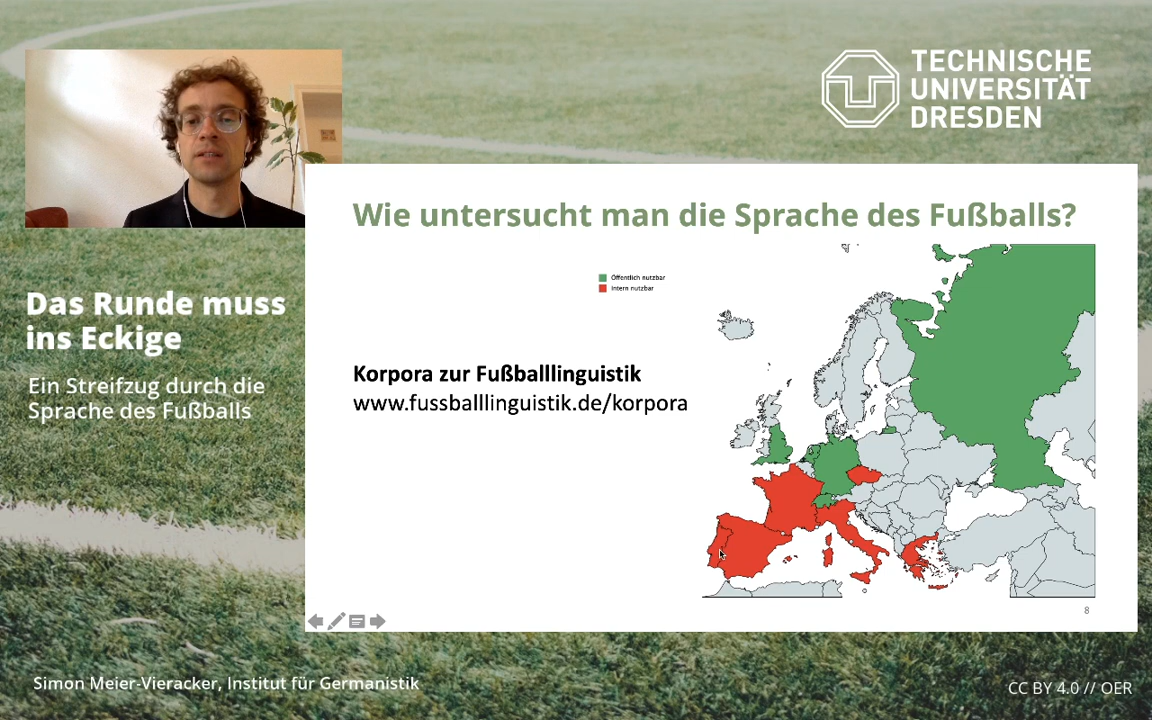 TECHNISCHE
UNIVERSITÄT
DRESDEN
Wie untersucht man die Sprache des Fußballs?
Öffentlich nutzbar
Intern nutzbar
Das Runde muss
ins Eckige
Ein Streifzug durch die
Sprache des Fußballs
Korpora zur Fußballlinguistik
www.fussballlinguistik.de/korpora
8
Simon Meier-Vieracker, Institut für Germanistik
CC BY 4.0 // OER